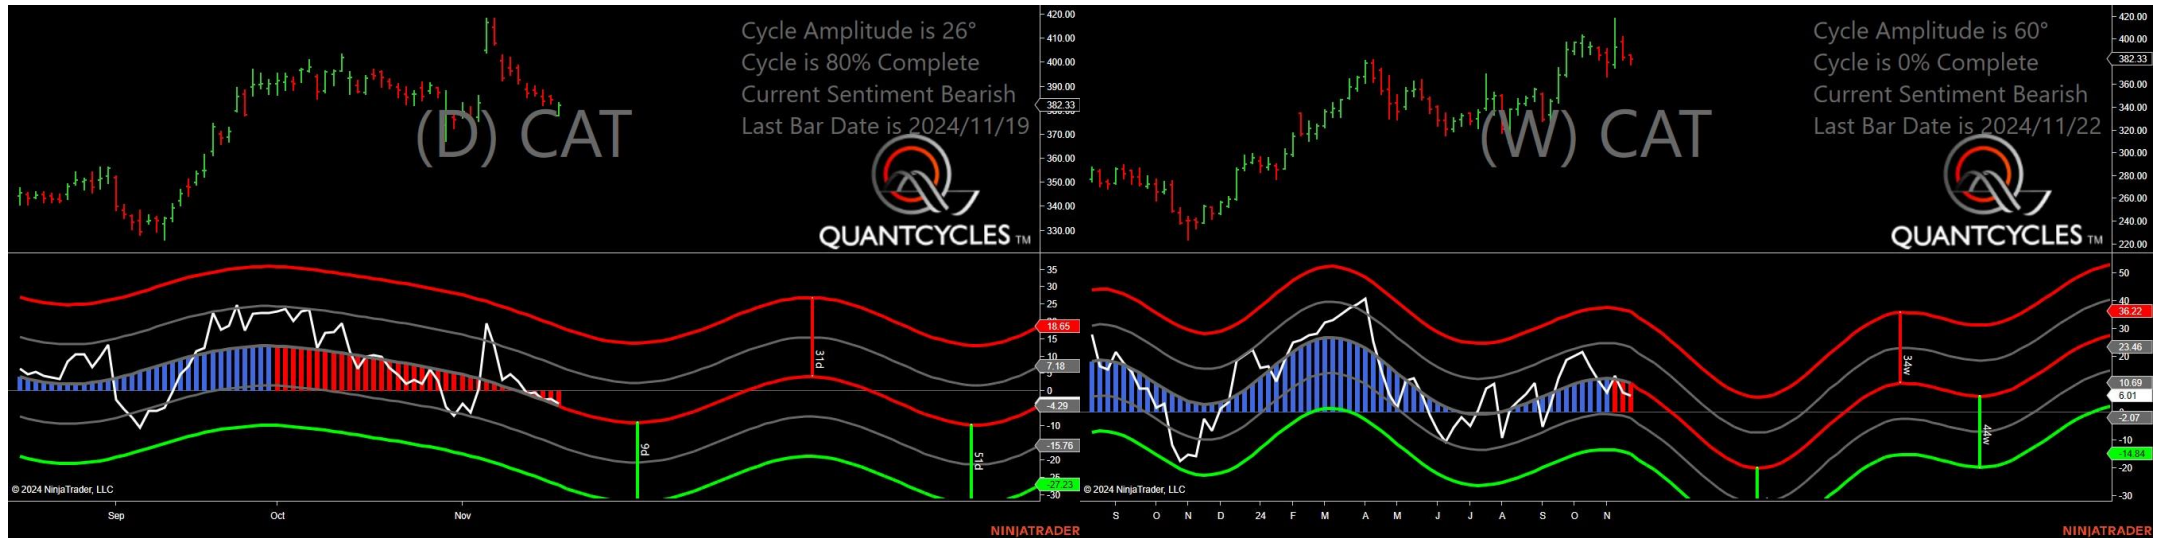 Cycle Amplitude is 26°
Cycle is 80% Complete
Current Sentiment Bearish
Last Bar Date is 2024/11/19
(D) CAT
QUANTCYCLES TM
420.00
410.00
400.00
390.00
382.33
380.00
370.00
360.00
350.00
340.00
330.00
35
30
25
18.65
15
10
7.18
5
0
-4.29
-10
-15.76
-20
-25
-27.23
-30
31d
9d
51d
© 2024 NinjaTrader, LLC
Sep
Oct
Nov
NINJATRADER
Cycle Amplitude is 60°
Cycle is 0% Complete
Current Sentiment Bearish
Last Bar Date is 2024/11/22
(W) CAT
QUANTCYCLES TM
420.00
400.00
382.33
360.00
340.00
320.00
300.00
280.00
260.00
240.00
220.00
50
40
36.22
30
23.46
20
10.69
6.01
-2.07
-10
-14.84
-20
-30
34w
44w
© 2024 NinjaTrader, LLC
S
O
N
D
24
F
M
A
M
J
J
A
S
O
N
NINJATRADER